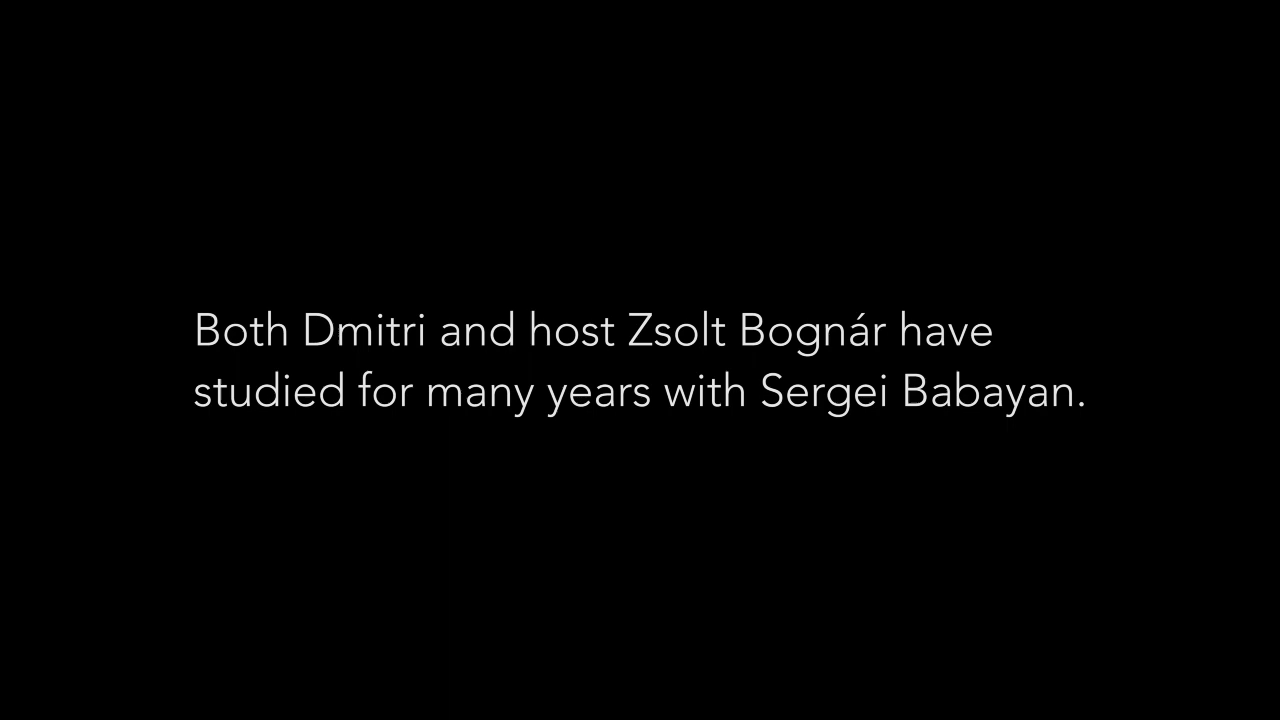 Both Dmitri and host Zsolt Bognár have
studied for many years with Sergei Babayan.